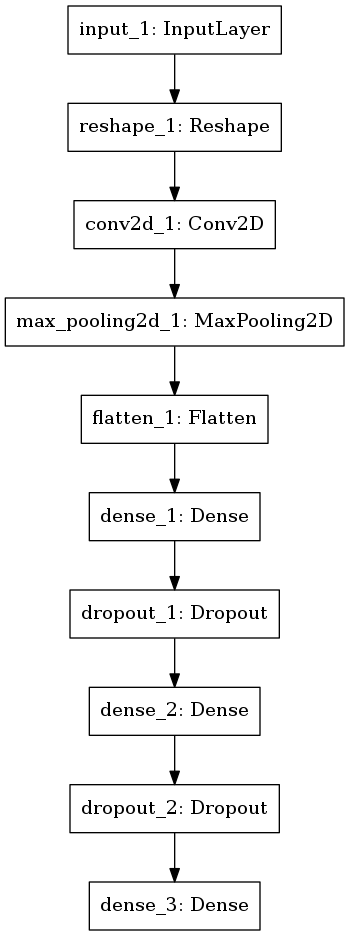 input_1: InputLayer
reshape_1: Reshape
conv2d_1: Conv2D
max_pooling2d_1: MaxPooling2D
flatten_1: Flatten
dense_1: Dense
dropout_1: Dropout
dense_2: Dense
dropout_2: Dropout
dense_3: Dense